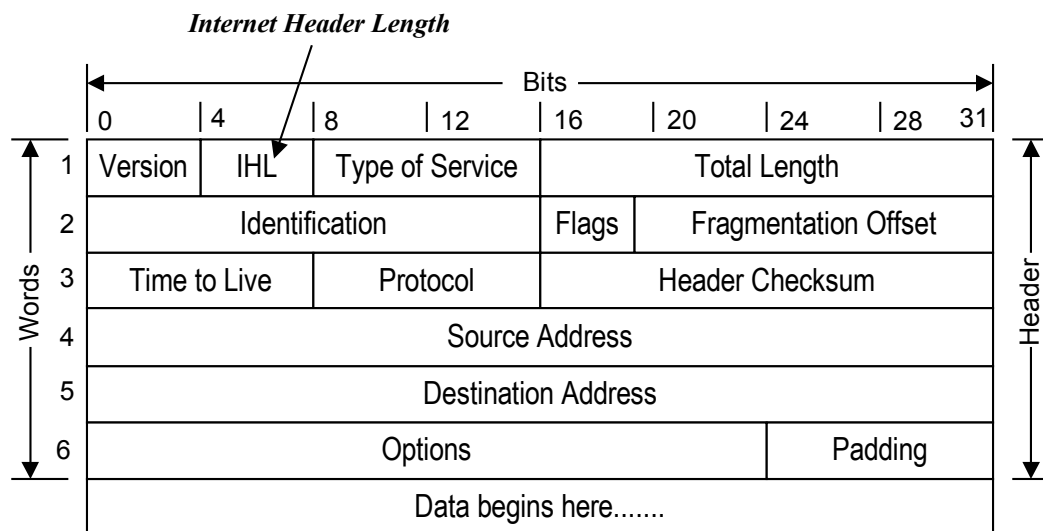 Internet Header Length
Bits
0 4 8 12 16 20 24 28 31
1 Version IHL Type of Service Total Length
2 Identification Flags Fragmentation Offset
3 Time to Live Protocol Header Checksum
4 Source Address
5 Destination Address
6 Options Padding
Data begins here.......
Words
Header